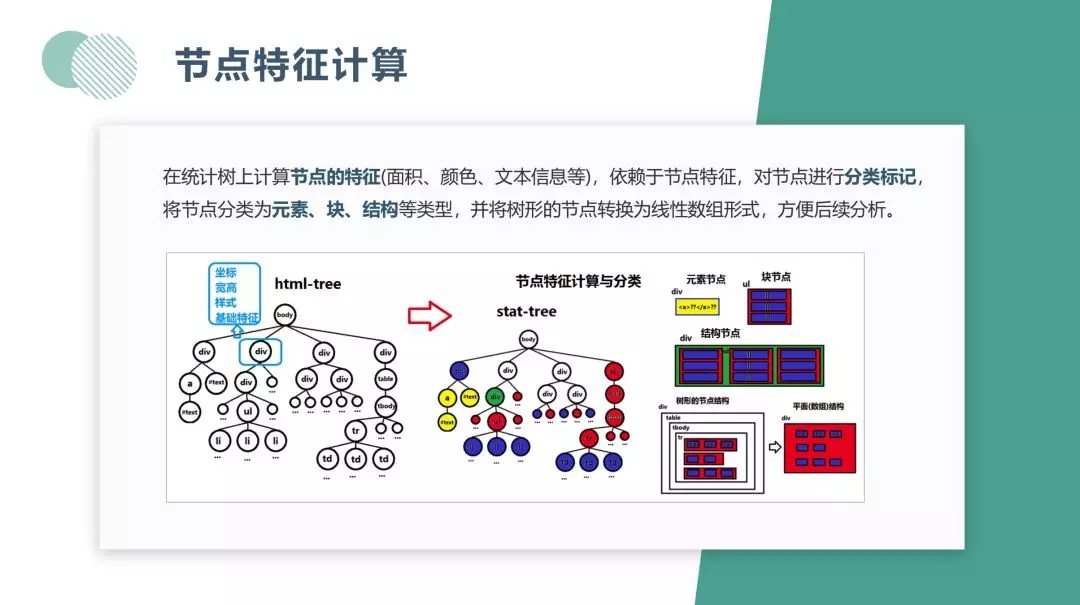 节点特征计算
在统计树上计算节点的特征(面积、颜色、文本信息等)，依赖于节点特征，对节点进行分类标记，
将节点分类为元素、块、结构等类型，并将树形的节点转换为线性数组形式，方便后续分析。
坐标
宽高
样式
基础特征
html-tree
body
div
div
div
div
a
#text
div
div
div
table
#text
ul
tbody
li
li
li
tr
td
td
td
...
节点特征计算与分类
stat-tree
body
div
div
a
#text
div
div
div
#text
ul
li
li
li
tr
td
td
td
...
元素节点
div
<a>??</a>??
块节点
ul
结构节点
div
树形的节点结构
div
table
tbody
tr
平面(数组)结构
div